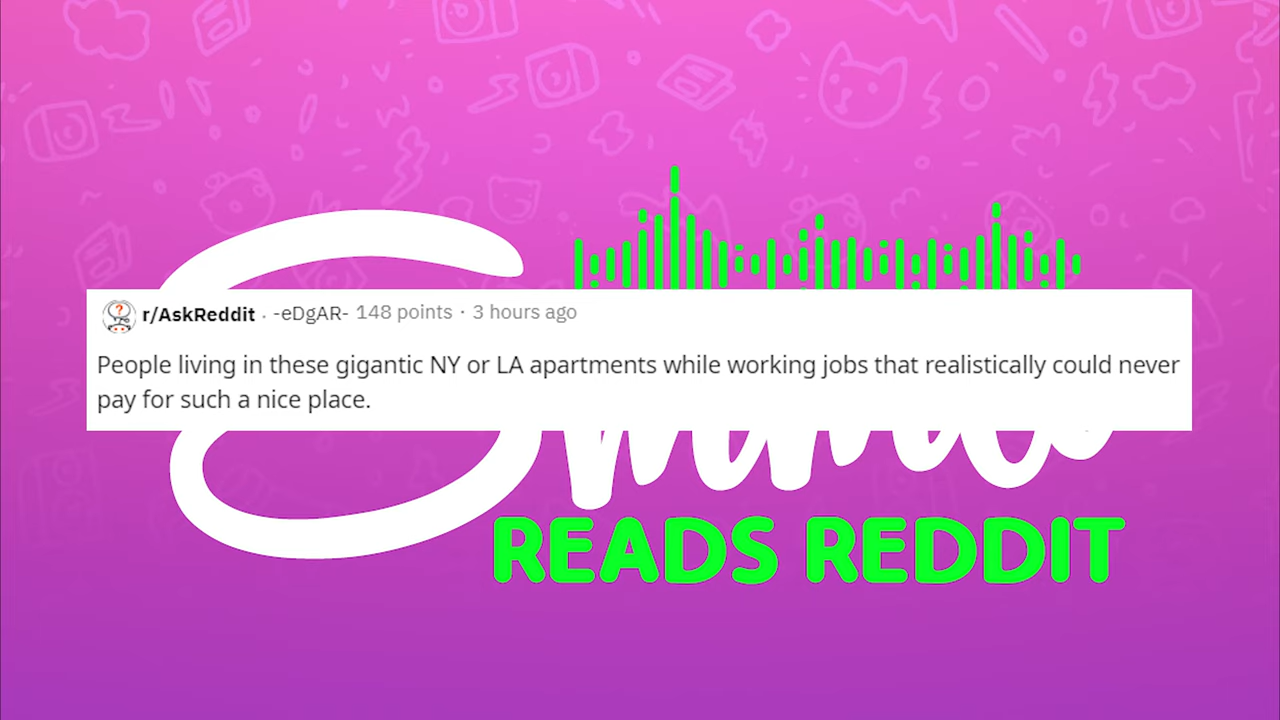 r/AskReddit · -eDgAR- 148 points · 3 hours ago
People living in these gigantic NY or LA apartments while working jobs that realistically could never
pay for such a nice place.
READS REDDIT